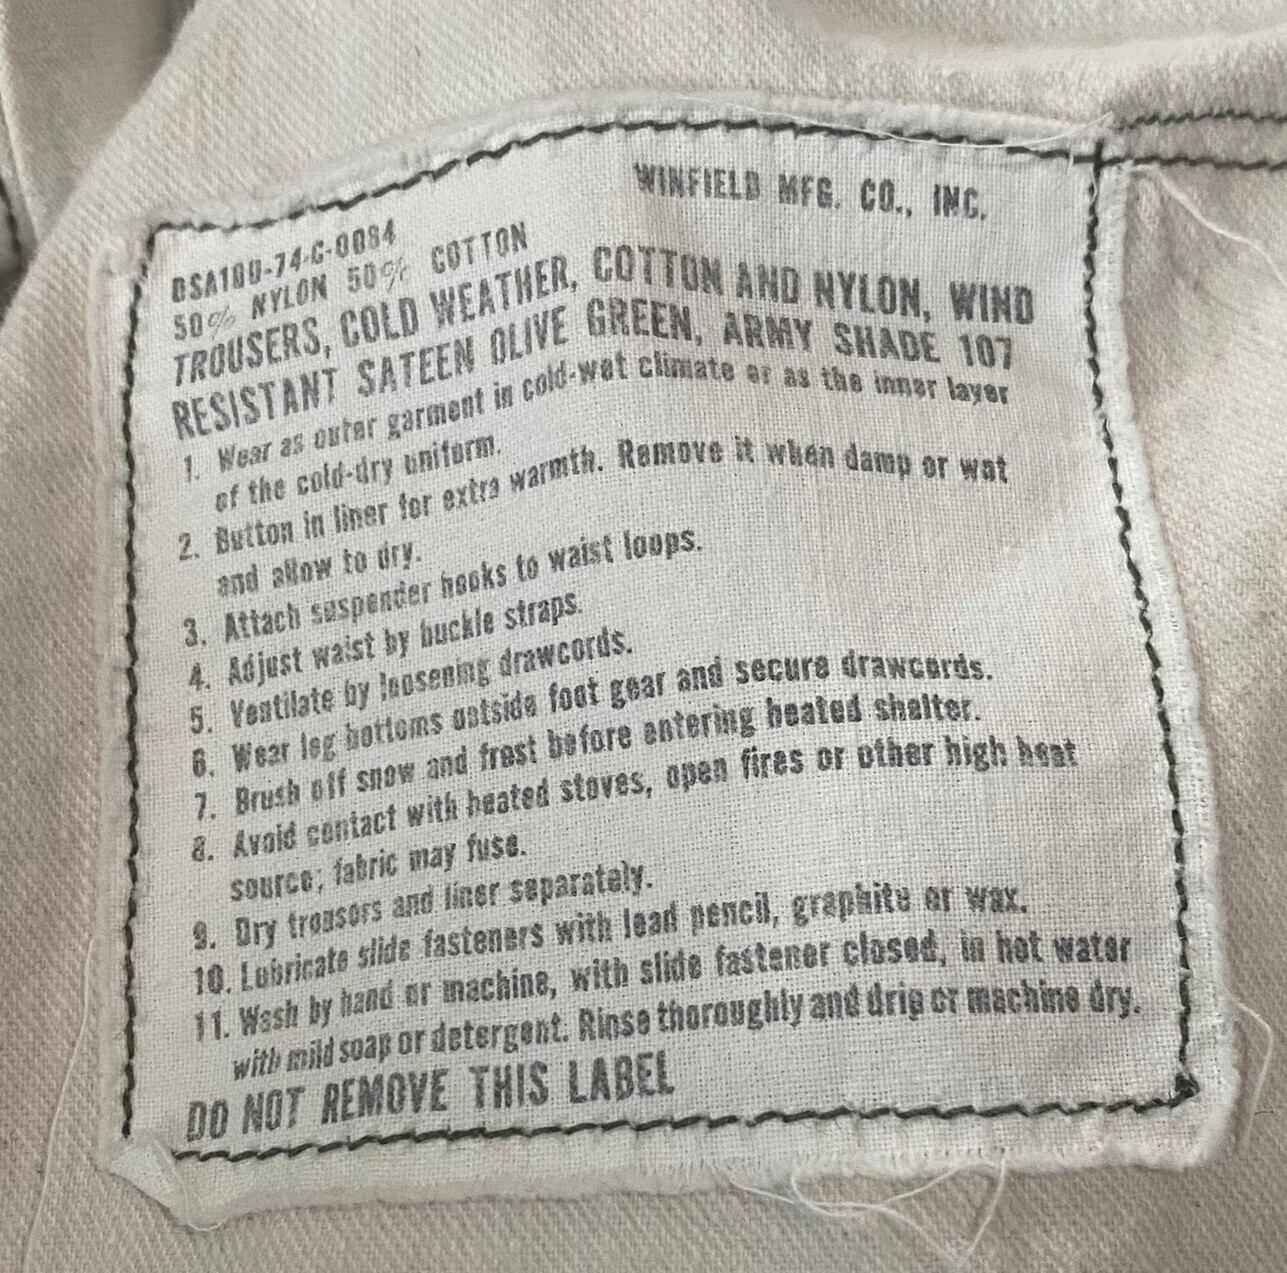 WINFIELD MFG. CO., INC.
DSA100-74-C-0084
50% NYLON 50% COTTON
TROUSERS, COLD WEATHER, COTTON AND NYLON, WIND
RESISTANT SATEEN OLIVE GREEN, ARMY SHADE 107
1. Wear as outer garment in cold-wet climate or as the inner layer
of the cold-dry uniform.
2. Button in liner for extra warmth. Remove it when damp or wet
and allow to dry.
3. Attach suspender hooks to waist loops.
4. Adjust waist by buckle straps.
5. Ventilate by loosening drawcords.
6. Wear leg bottoms outside foot gear and secure drawcords.
7. Brush off snow and frost before entering heated shelter.
8. Avoid contact with heated stoves, open fires or other high heat
source; fabric may fuse.
9. Dry trousers and liner separately.
10. Lubricate slide fasteners with lead pencil, graphite or wax.
11. Wash by hand or machine, with slide fastener closed, in hot water
with mild soap or detergent. Rinse thoroughly and drip or machine dry.
DO NOT REMOVE THIS LABEL